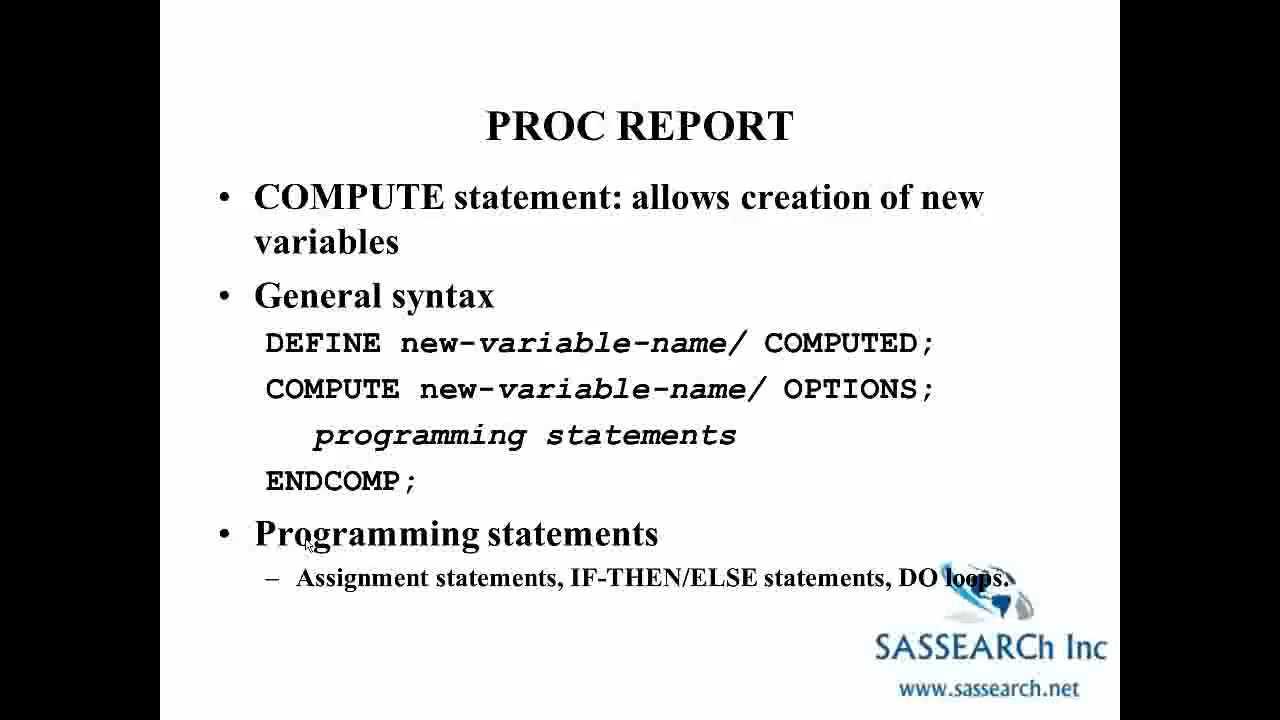 PROC REPORT
• COMPUTE statement: allows creation of new
variables
• General syntax
DEFINE new-variable-name/ COMPUTED;
COMPUTE new-variable-name/ OPTIONS;
programming statements
ENDCOMP;
• Programming statements
– Assignment statements, IF-THEN/ELSE statements, DO loops.
SASSEARCh Inc
www.sassearch.net